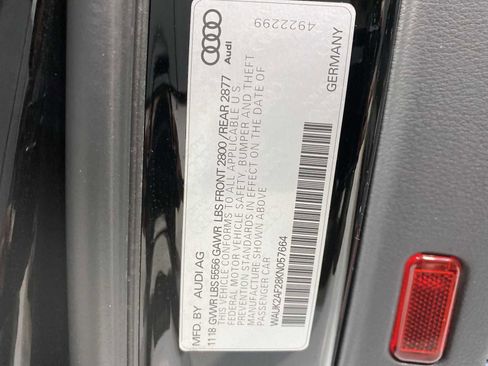 MFD. BY AUDI AG
11 18 GVWR LBS 5556 GAWR LBS FRONT 2800 / REAR 2877
THIS VEHICLE CONFORMS TO ALL APPLICABLE U S
FEDERAL MOTOR VEHICLE SAFETY, BUMPER AND THEFT
PREVENTION STANDARDS IN EFFECT ON THE DATE OF
MANUFACTURE SHOWN ABOVE
PASSENGER CAR
WAUK2AF28KN057664
GERMANY
Audi
4922299